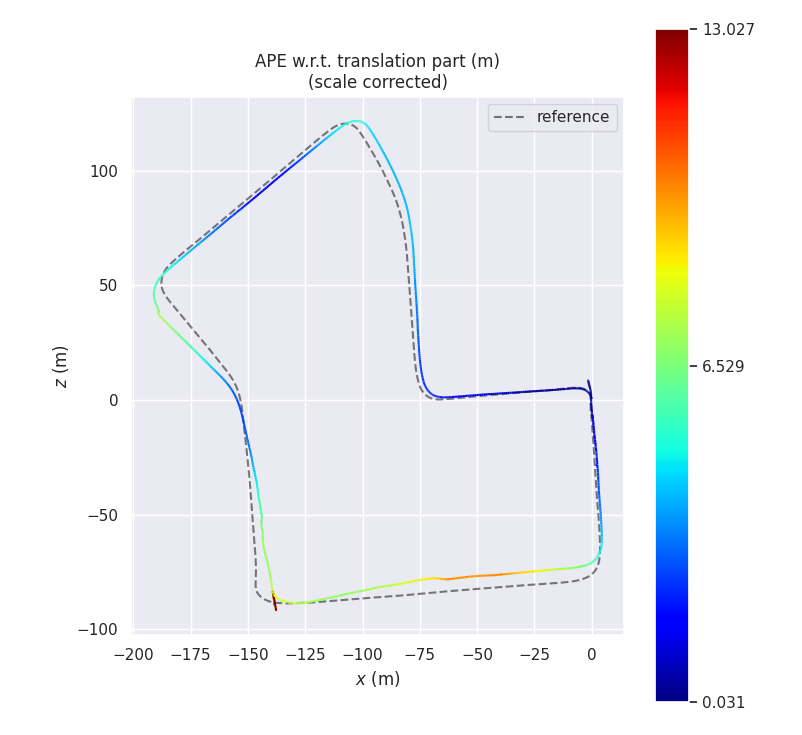 APE w.r.t. translation part (m)
(scale corrected)
13.027
reference
100
50
6.529
z (m)
0
−50
−100
−200 −175 −150 −125 −100 −75 −50 −25 0
x (m)
0.031